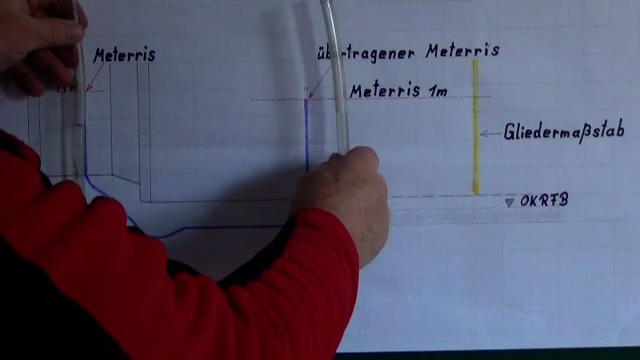 übertragener Meterris
Meterris
Meterris 1m
Gliedermaßstab
OKRFB